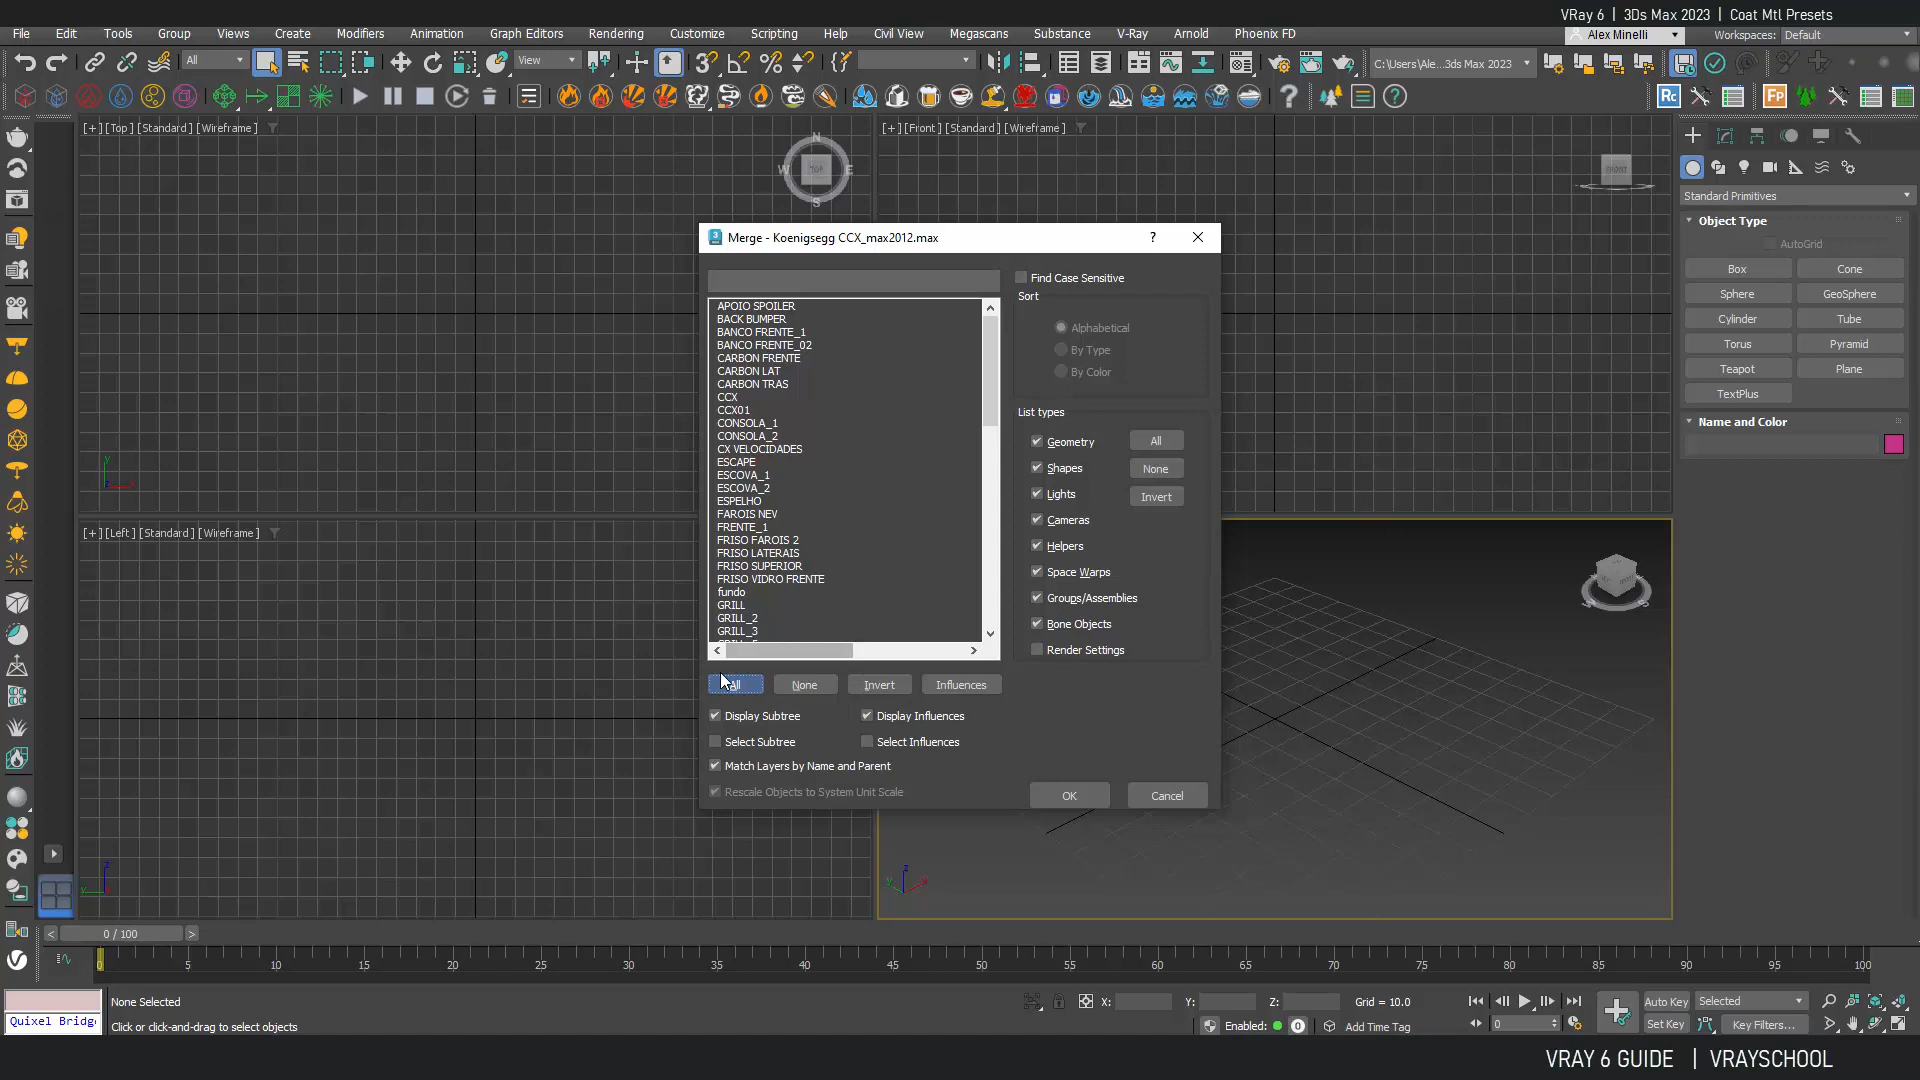 VRay 6 | 3Ds Max 2023 | Coat Mtl Presets
File Edit Tools Group Views Create Modifiers Animation Graph Editors Rendering Customize Scripting Help Civil View Megascans Substance V-Ray Arnold Phoenix FD
Alex Minelli Workspaces: Default
All View C:\Users\Ale...3ds Max 2023
Rc Fp
[+] [Top] [Standard] [Wireframe]
[+] [Front] [Standard] [Wireframe]
N
W TOP E
S
FRONT
Standard Primitives
Object Type
AutoGrid
Box Cone
Sphere GeoSphere
Cylinder Tube
Torus Pyramid
Teapot Plane
TextPlus
Name and Color
Merge - Koenigsegg CCX_max2012.max ?
Find Case Sensitive
Sort
Alphabetical
By Type
By Color
List types
Geometry All
Shapes None
Lights Invert
Cameras
Helpers
Space Warps
Groups/Assemblies
Bone Objects
Render Settings
APOIO SPOILER
BACK BUMPER
BANCO FRENTE_1
BANCO FRENTE_02
CARBON FRENTE
CARBON LAT
CARBON TRAS
CCX
CCX01
CONSOLA_1
CONSOLA_2
CX VELOCIDADES
ESCAPE
ESCOVA_1
ESCOVA_2
ESPELHO
FAROIS NEV
FRENTE_1
FRISO FAROIS 2
FRISO LATERAIS
FRISO SUPERIOR
FRISO VIDRO FRENTE
fundo
GRILL
GRILL_2
GRILL_3
All None Invert Influences
Display Subtree Display Influences
Select Subtree Select Influences
Match Layers by Name and Parent
Rescale Objects to System Unit Scale
OK Cancel
[+] [Left] [Standard] [Wireframe]
y
z
z
y
z
y x
W S
< 0 / 100 >
0 5 10 15 20 25 30 35 40 45 50 55 60 65 70 75 80 85 90 95 100
None Selected X: Y: Z: Grid = 10.0 Auto Key Selected
Quixel Bridg
Click or click-and-drag to select objects Enabled: 0 Add Time Tag 0 Set Key Key Filters...
VRAY 6 GUIDE | VRAYSCHOOL